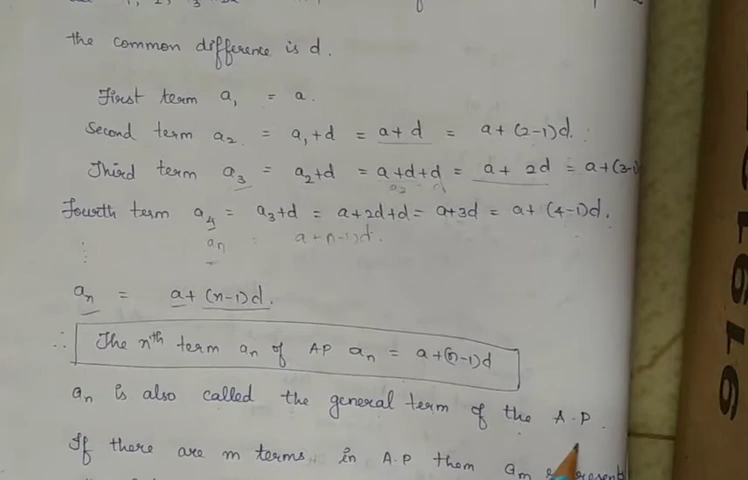 the common difference is d.
First term a₁ = a.
Second term a₂ = a₁+d = a+d = a+(2-1)d.
Third term a₃ = a₂+d = a+d+d = a+2d = a+(3-1)
a₂ d
Fourth term a₄ = a₃+d = a+2d+d = a+3d = a+(4-1)d.
aₙ = a+n-1)d.
⋮
aₙ = a+(n-1)d.
∴ The nᵗʰ term aₙ of AP aₙ = a+(n-1)d
aₙ is also called the general term of the A.P.
If there are m terms in A.P then aₘ
9191